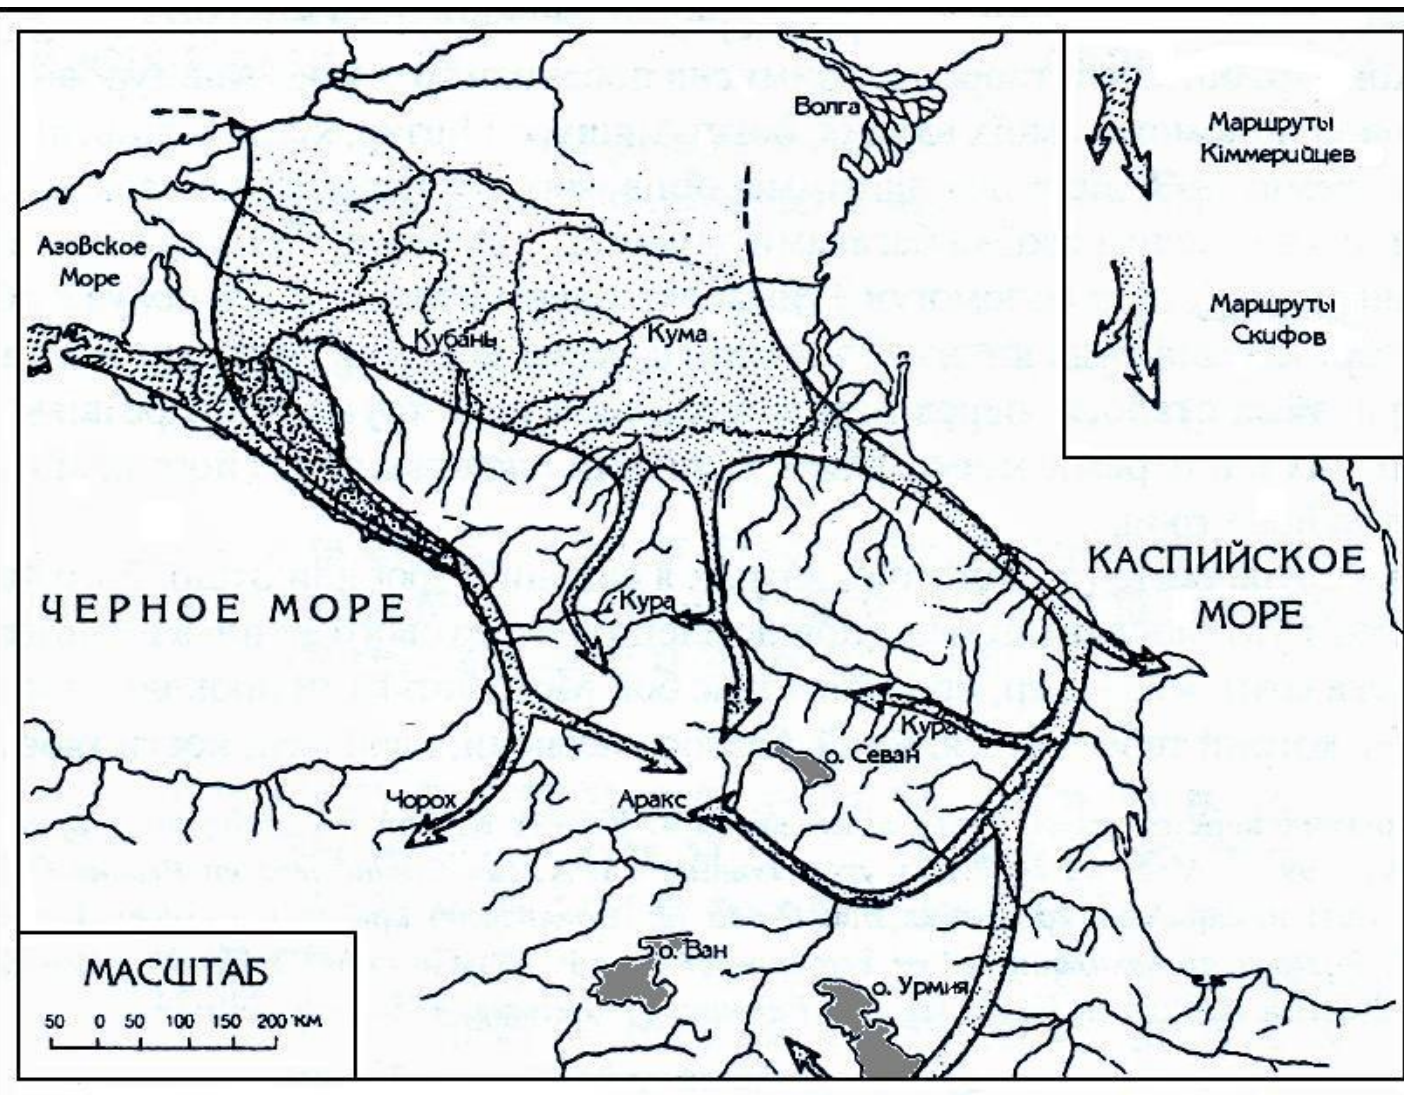 Волга
Маршруты
Кіммерийцев
Азовское
Море
Маршруты
Скифов
Кубань
Кума
КАСПИЙСКОЕ
МОРЕ
ЧЕРНОЕ МОРЕ
Кура
Кура
о. Севан
Чорох
Аракс
о. Ван
о. Урмия
МАСШТАБ
50 0 50 100 150 200 км